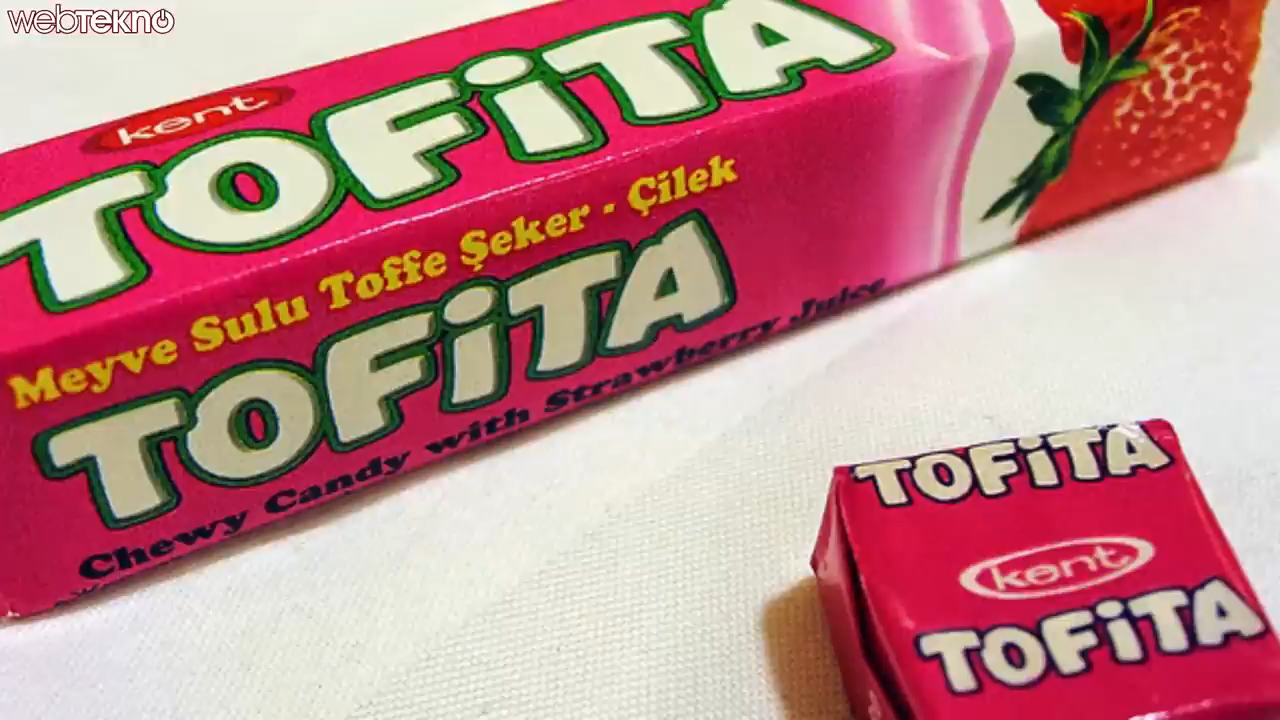 webtekno
kent
TOFiTA
Meyve Sulu Toffe Şeker - Çilek
TOFiTA
Chewy Candy with Strawberry Juice
TOFiTA
kent
TOFiTA